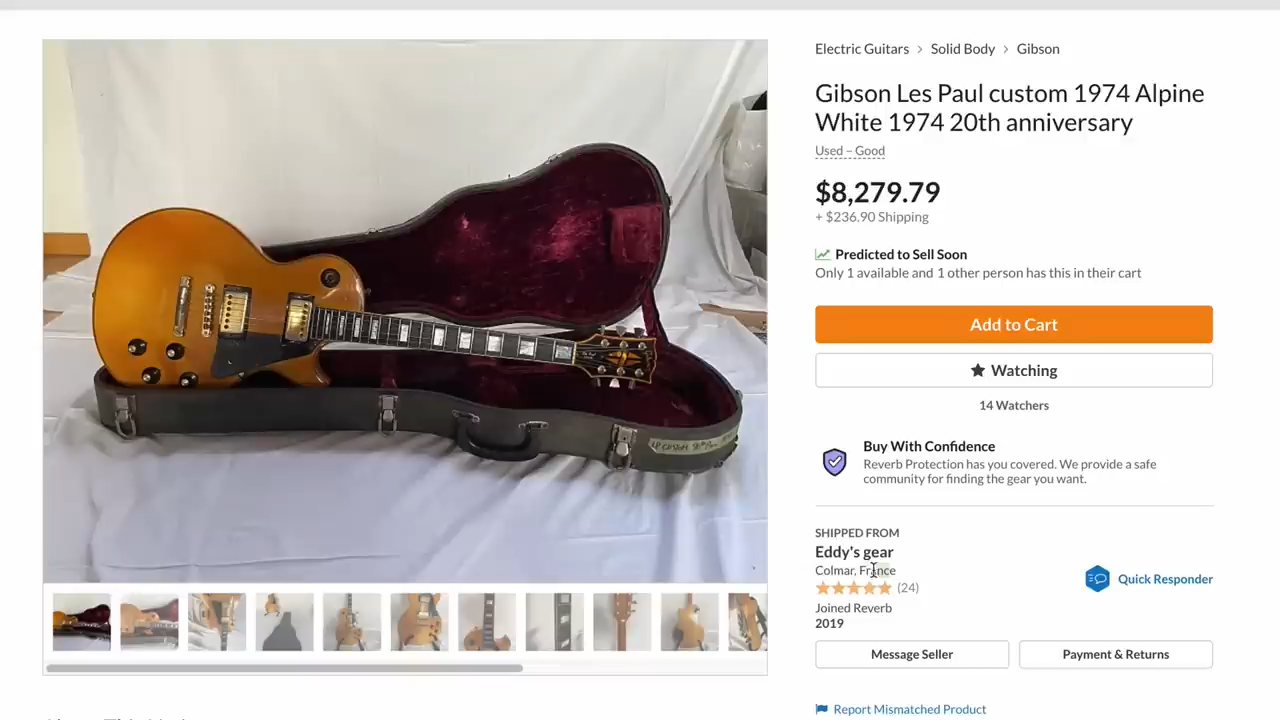 Electric Guitars > Solid Body > Gibson
Gibson Les Paul custom 1974 Alpine
White 1974 20th anniversary
Used – Good
$8,279.79
+ $236.90 Shipping
Predicted to Sell Soon
Only 1 available and 1 other person has this in their cart
Add to Cart
★ Watching
14 Watchers
Buy With Confidence
Reverb Protection has you covered. We provide a safe
community for finding the gear you want.
SHIPPED FROM
Eddy's gear
Colmar, France
(24)
Quick Responder
Joined Reverb
2019
Message Seller
Payment & Returns
Report Mismatched Product